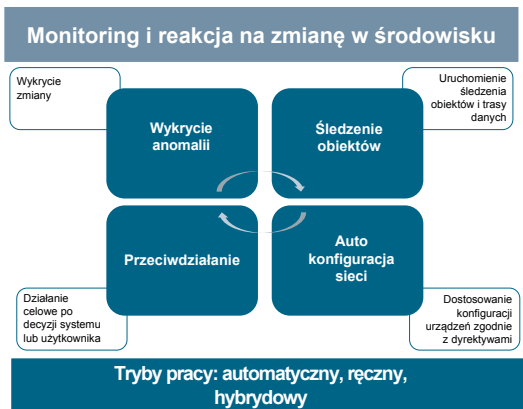 Monitoring i reakcja na zmianę w środowisku
Wykrycie
zmiany
Uruchomienie
śledzenia
obiektów i trasy
danych
Wykrycie
anomalii
Śledzenie
obiektów
Przeciwdziałanie
Auto
konfiguracja
sieci
Działanie
celowe po
decyzji systemu
lub użytkownika
Dostosowanie
konfiguracji
urządzeń zgodnie
z dyrektywami
Tryby pracy: automatyczny, ręczny,
hybrydowy